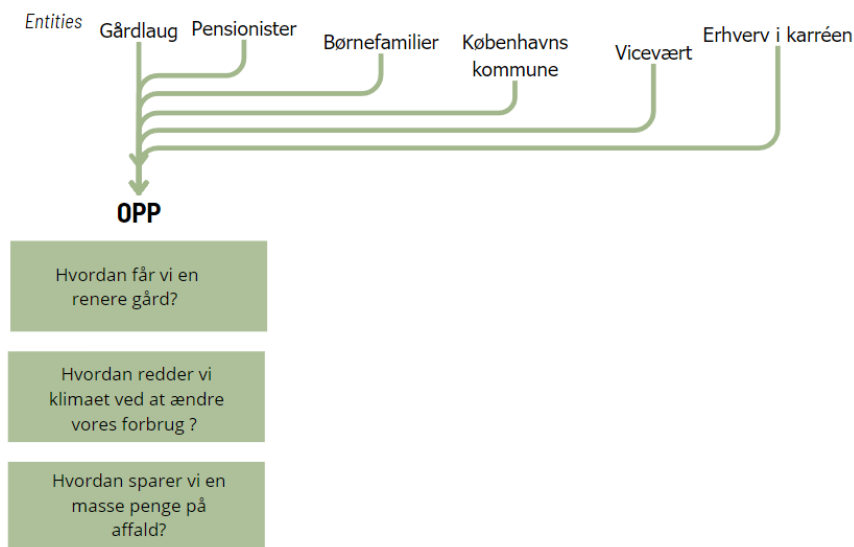 Entities
Gårdlaug
Pensionister
Børnefamilier
Københavns
kommune
Vicevært
Erhverv i karréen
OPP
Hvordan får vi en
renere gård?
Hvordan redder vi
klimaet ved at ændre
vores forbrug ?
Hvordan sparer vi en
masse penge på
affald?